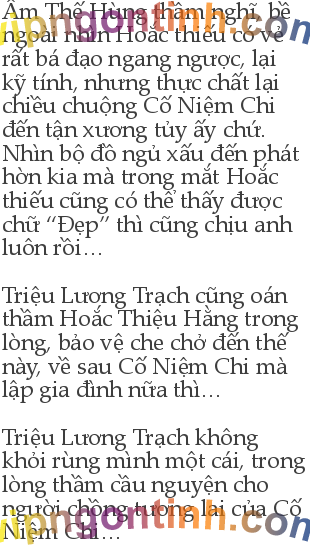 Âm Thế Hùng thầm nghĩ, bề
ngoài nhìn Hoắc thiếu có vẻ
rất bá đạo ngang ngược, lại
kỹ tính, nhưng thực chất lại
chiều chuộng Cố Niệm Chi
đến tận xương tủy ấy chứ.
Nhìn bộ đồ ngủ xấu đến phát
hờn kia mà trong mắt Hoắc
thiếu cũng có thể thấy được
chữ “Đẹp” thì cũng chịu anh
luôn rồi…
Triệu Lương Trạch cũng oán
thầm Hoắc Thiệu Hằng trong
lòng, bảo vệ che chở đến thế
này, về sau Cố Niệm Chi mà
lập gia đình nữa thì…
Triệu Lương Trạch không
khỏi rùng mình một cái, trong
lòng thầm cầu nguyện cho
người chồng tương lai của Cố
Niệm Chi…
vipngontinh.com
vipngontinh.com